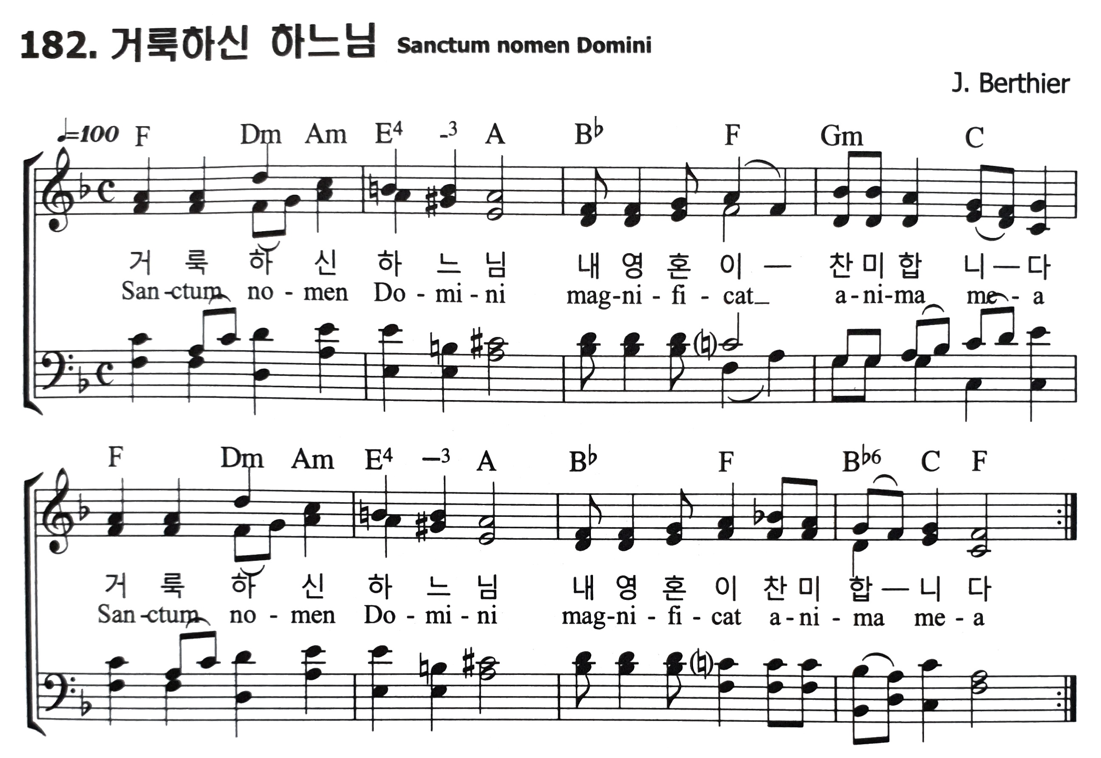 182. 거룩하신 하느님 Sanctum nomen Domini
J. Berthier
♩=100 F Dm Am E4 -3 A B♭ F Gm C
거 룩 하 신 하 느 님 내 영 혼 이 — 찬 미 합 니 — 다
San-ctum no - men Do - mi - ni mag-ni - fi - cat_ a-ni-ma me - a
F Dm Am E4 -3 A B♭ F B♭6 C F
거 룩 하 신 하 느 님 내 영 혼 이 찬 미 합 — 니 다
San-ctum no - men Do - mi - ni mag-ni - fi - cat a-ni - ma me - a